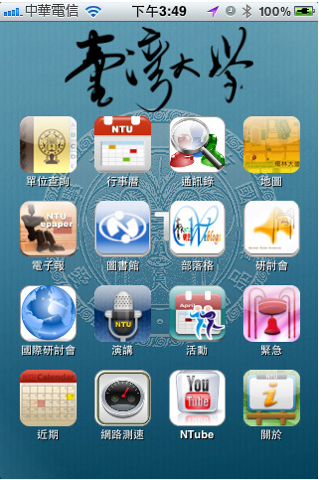 中華電信 下午3:49 100%
臺灣大學
NTU
單位查詢 行事曆 通訊錄 地圖
NTU epaper
電子報 圖書館 部落格 研討會
NTU April
國際研討會 演講 活動 緊急
Calendar You Tube
近期 網路測速 NTube 關於